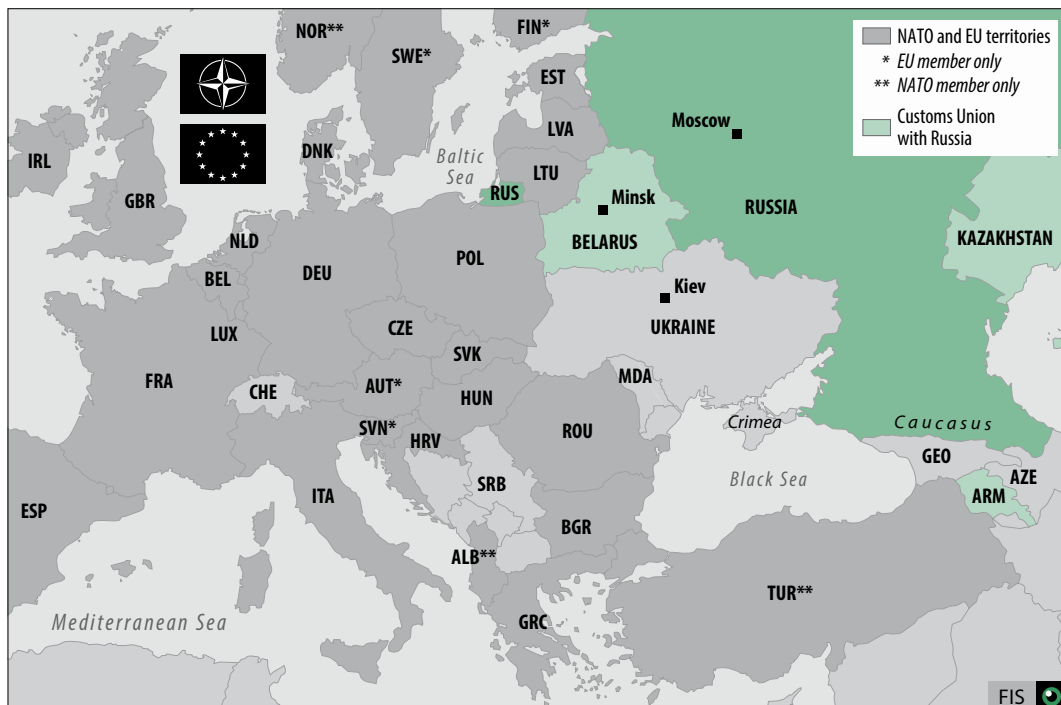 NOR**
FIN*
SWE*
NATO and EU territories
* EU member only
** NATO member only
Customs Union
with Russia
EST
Moscow
LVA
IRL
DNK
Baltic
Sea
LTU
GBR
RUS
Minsk
RUSSIA
NLD
BELARUS
KAZAKHSTAN
DEU
POL
BEL
Kiev
UKRAINE
CZE
LUX
SVK
MDA
FRA
CHE
AUT*
HUN
SVN*
HRV
ROU
Crimea
Caucasus
GEO
AZE
SRB
Black Sea
ITA
ARM
ESP
BGR
ALB**
TUR**
Mediterranean Sea
GRC
FIS